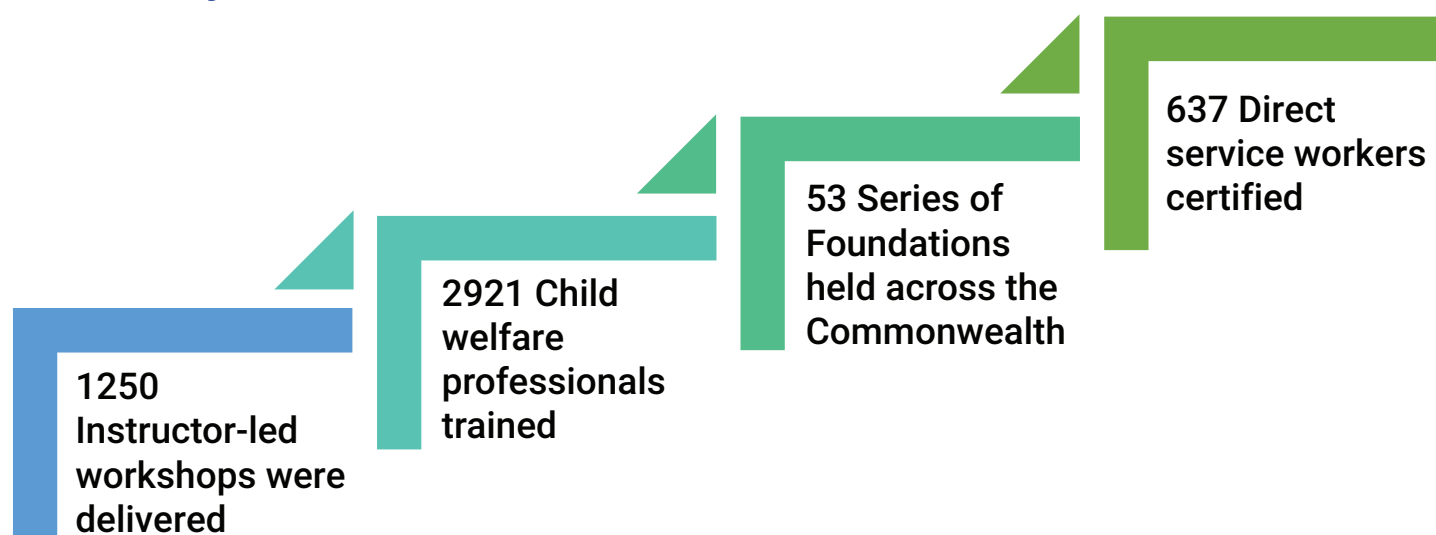 1250
Instructor-led
workshops were
delivered
2921 Child
welfare
professionals
trained
53 Series of
Foundations
held across the
Commonwealth
637 Direct
service workers
certified